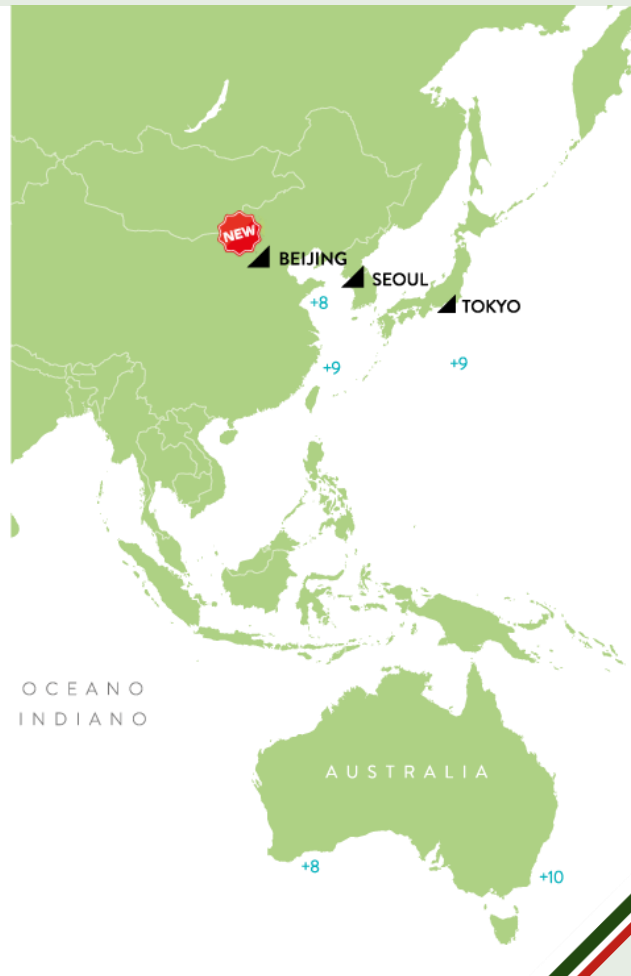 NEW
BEIJING
SEOUL
+8
TOKYO
+9
+9
OCEANO
INDIANO
AUSTRALIA
+8
+10